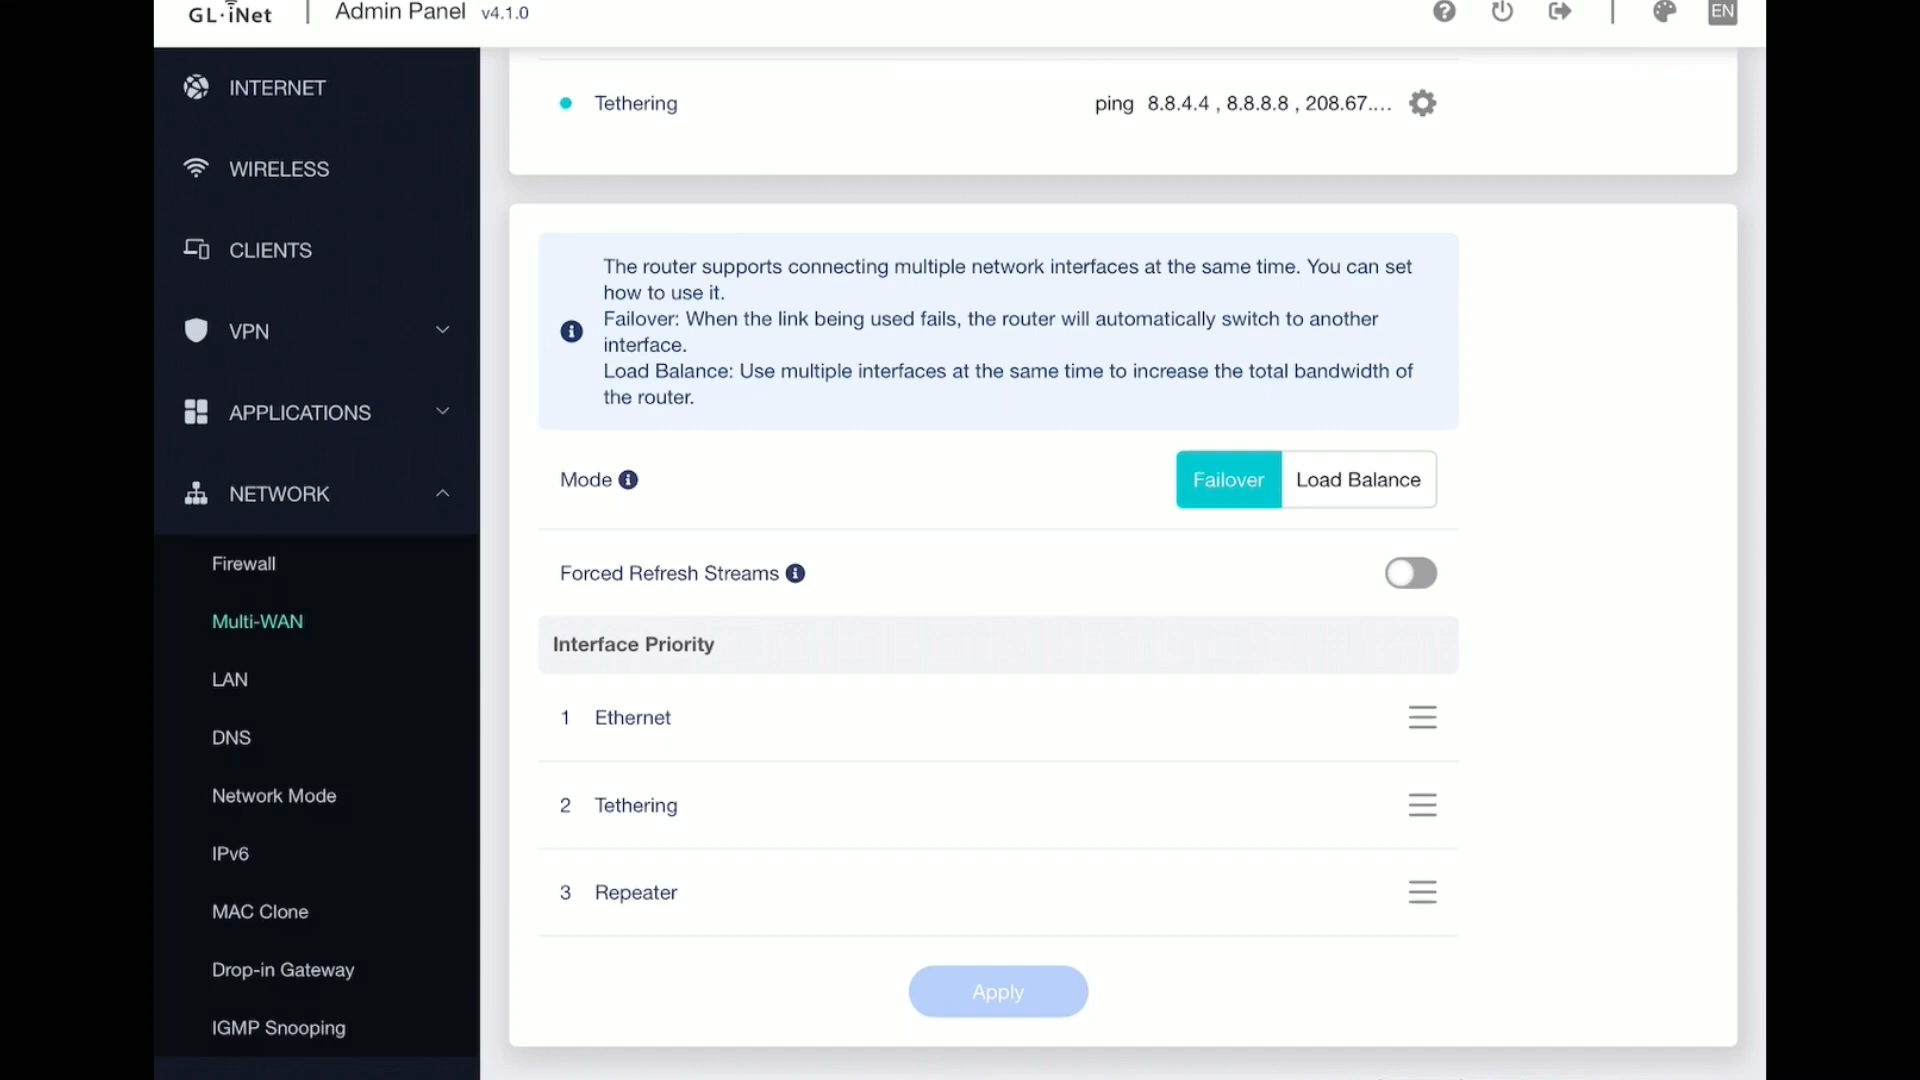 GL·iNet | Admin Panel v4.1.0
EN
INTERNET
WIRELESS
CLIENTS
VPN
APPLICATIONS
NETWORK
Firewall
Multi-WAN
LAN
DNS
Network Mode
IPv6
MAC Clone
Drop-in Gateway
IGMP Snooping
Tethering
ping 8.8.4.4 , 8.8.8.8 , 208.67....
The router supports connecting multiple network interfaces at the same time. You can set
how to use it.
Failover: When the link being used fails, the router will automatically switch to another
interface.
Load Balance: Use multiple interfaces at the same time to increase the total bandwidth of
the router.
Mode
Failover
Load Balance
Forced Refresh Streams
Interface Priority
1 Ethernet
2 Tethering
3 Repeater
Apply